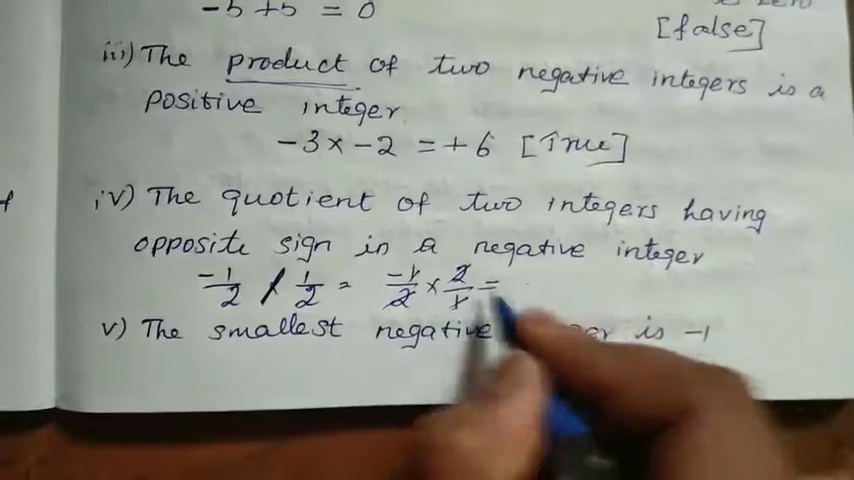 -5 +5 = 0
[false]
iii) The product of two negative integers is a
positive integer
-3 x -2 = +6 [True]
iv) The quotient of two integers having
opposite sign in a negative integer
-1/2 / 1/2 = -1/2 x 2/1 =
v) The smallest negative is -1